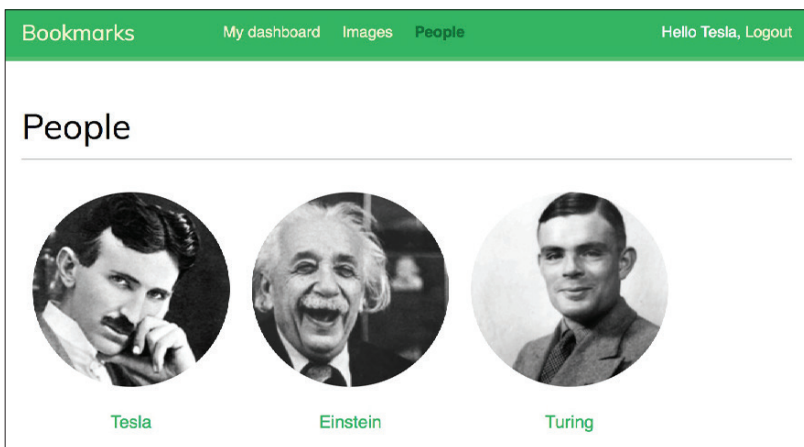 Bookmarks My dashboard Images People Hello Tesla, Logout
People
Tesla Einstein Turing